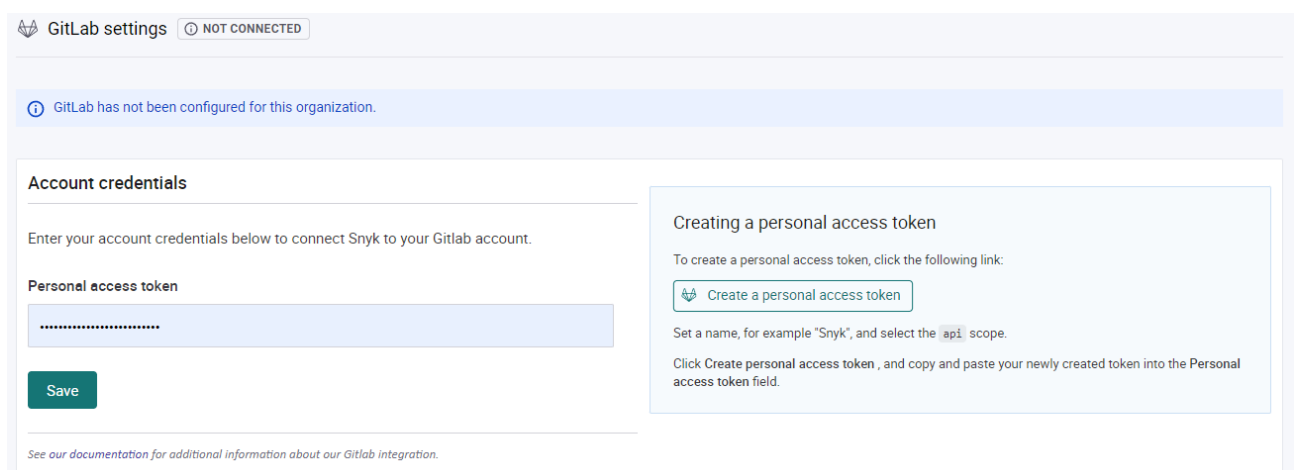 GitLab settings NOT CONNECTED
GitLab has not been configured for this organization.
Account credentials
Enter your account credentials below to connect Snyk to your Gitlab account.
Personal access token
••••••••••••••••••••••••••
Save
See our documentation for additional information about our Gitlab integration.
Creating a personal access token
To create a personal access token, click the following link:
Create a personal access token
Set a name, for example "Snyk", and select the api scope.
Click Create personal access token , and copy and paste your newly created token into the Personal
access token field.